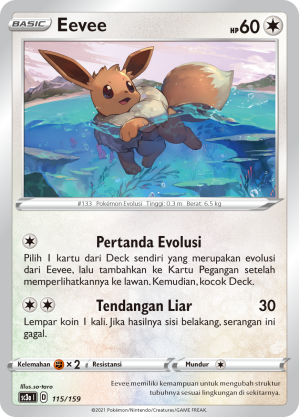 BASIC Eevee HP 60
#133 Pokémon Evolusi Tinggi: 0.3 m Berat: 6.5 kg
Pertanda Evolusi
Pilih 1 kartu dari Deck sendiri yang merupakan evolusi
dari Eevee, lalu tambahkan ke Kartu Pegangan setelah
memperlihatkannya ke lawan. Kemudian, kocok Deck.
Tendangan Liar 30
Lempar koin 1 kali. Jika hasilnya sisi belakang, serangan ini
gagal.
Kelemahan ×2 Resistansi Mundur
Illus. so-taro
sc3a I D 115/159
Eevee memiliki kemampuan untuk mengubah struktur
tubuhnya sesuai lingkungan di sekitarnya.
©2021 Pokémon/Nintendo/Creatures/GAME FREAK.